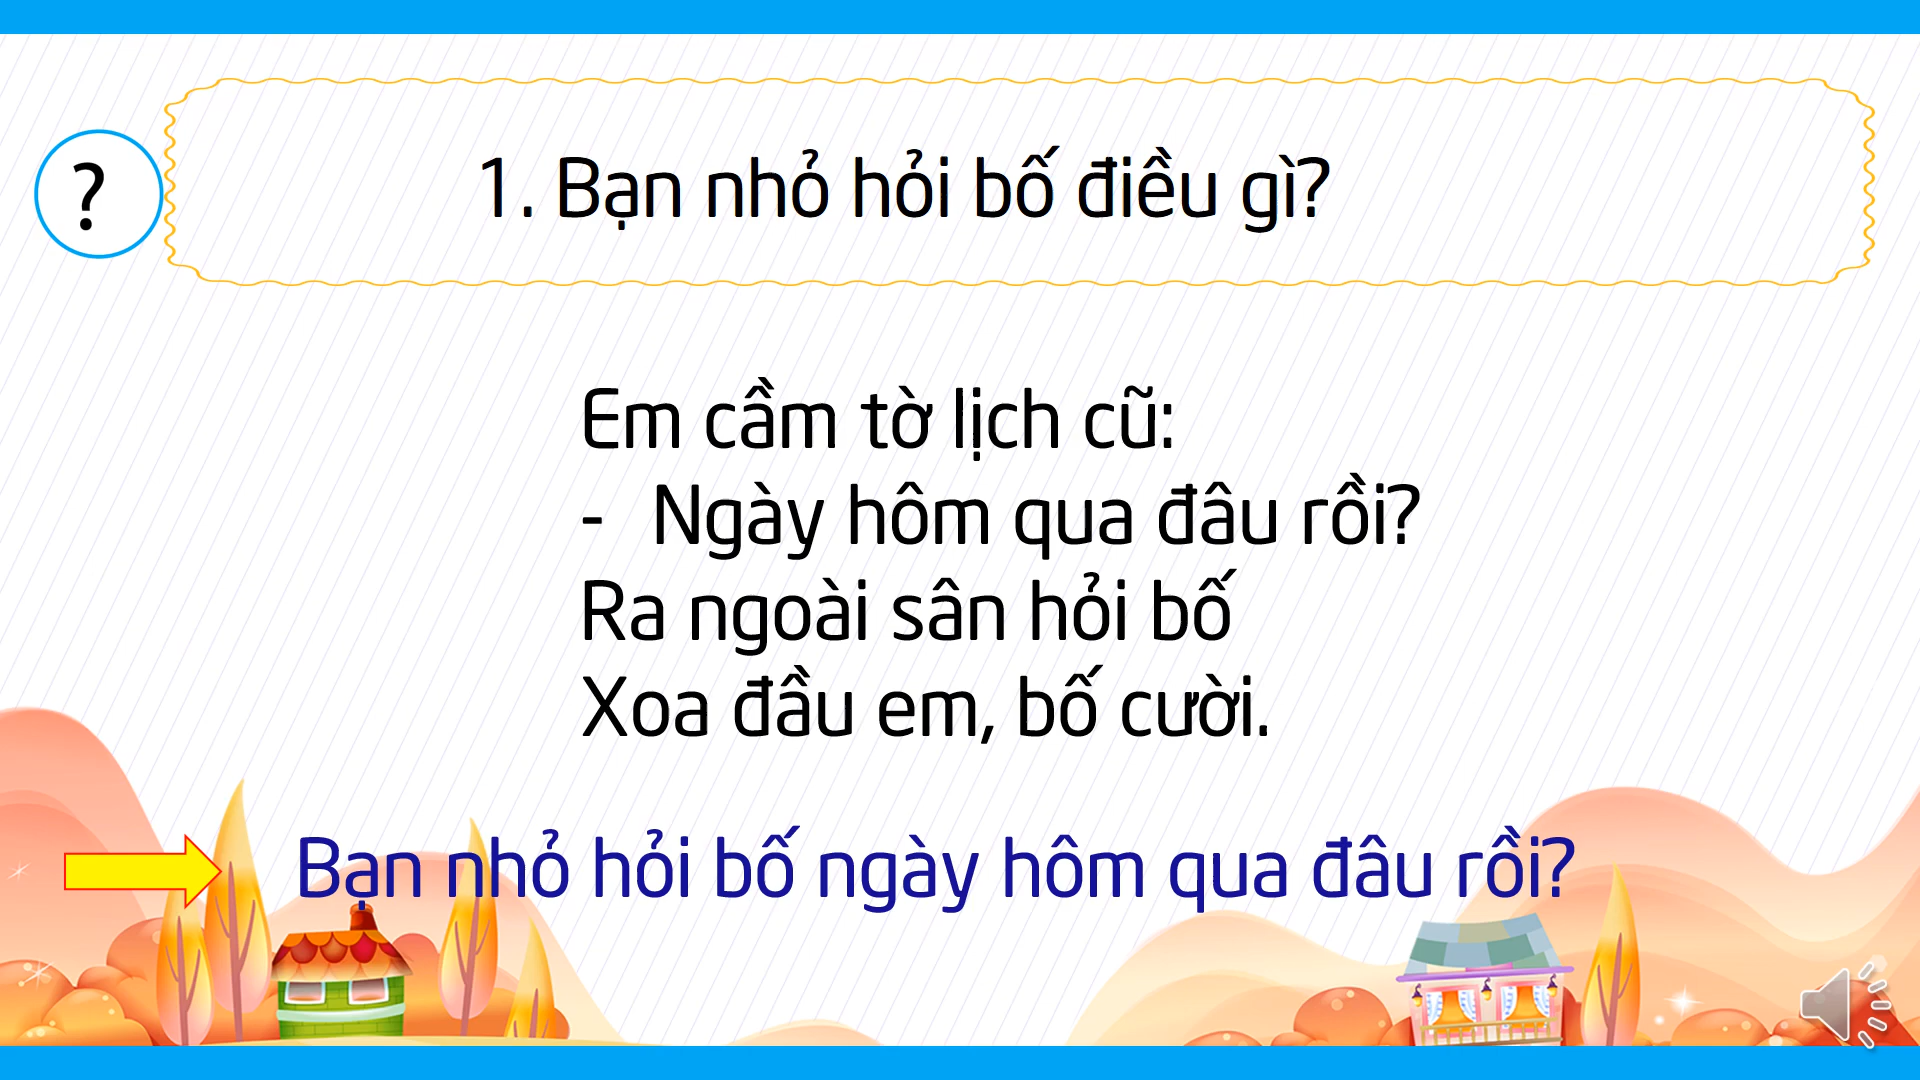 ?
1. Bạn nhỏ hỏi bố điều gì?
Em cầm tờ lịch cũ:
- Ngày hôm qua đâu rồi?
Ra ngoài sân hỏi bố
Xoa đầu em, bố cười.
Bạn nhỏ hỏi bố ngày hôm qua đâu rồi?